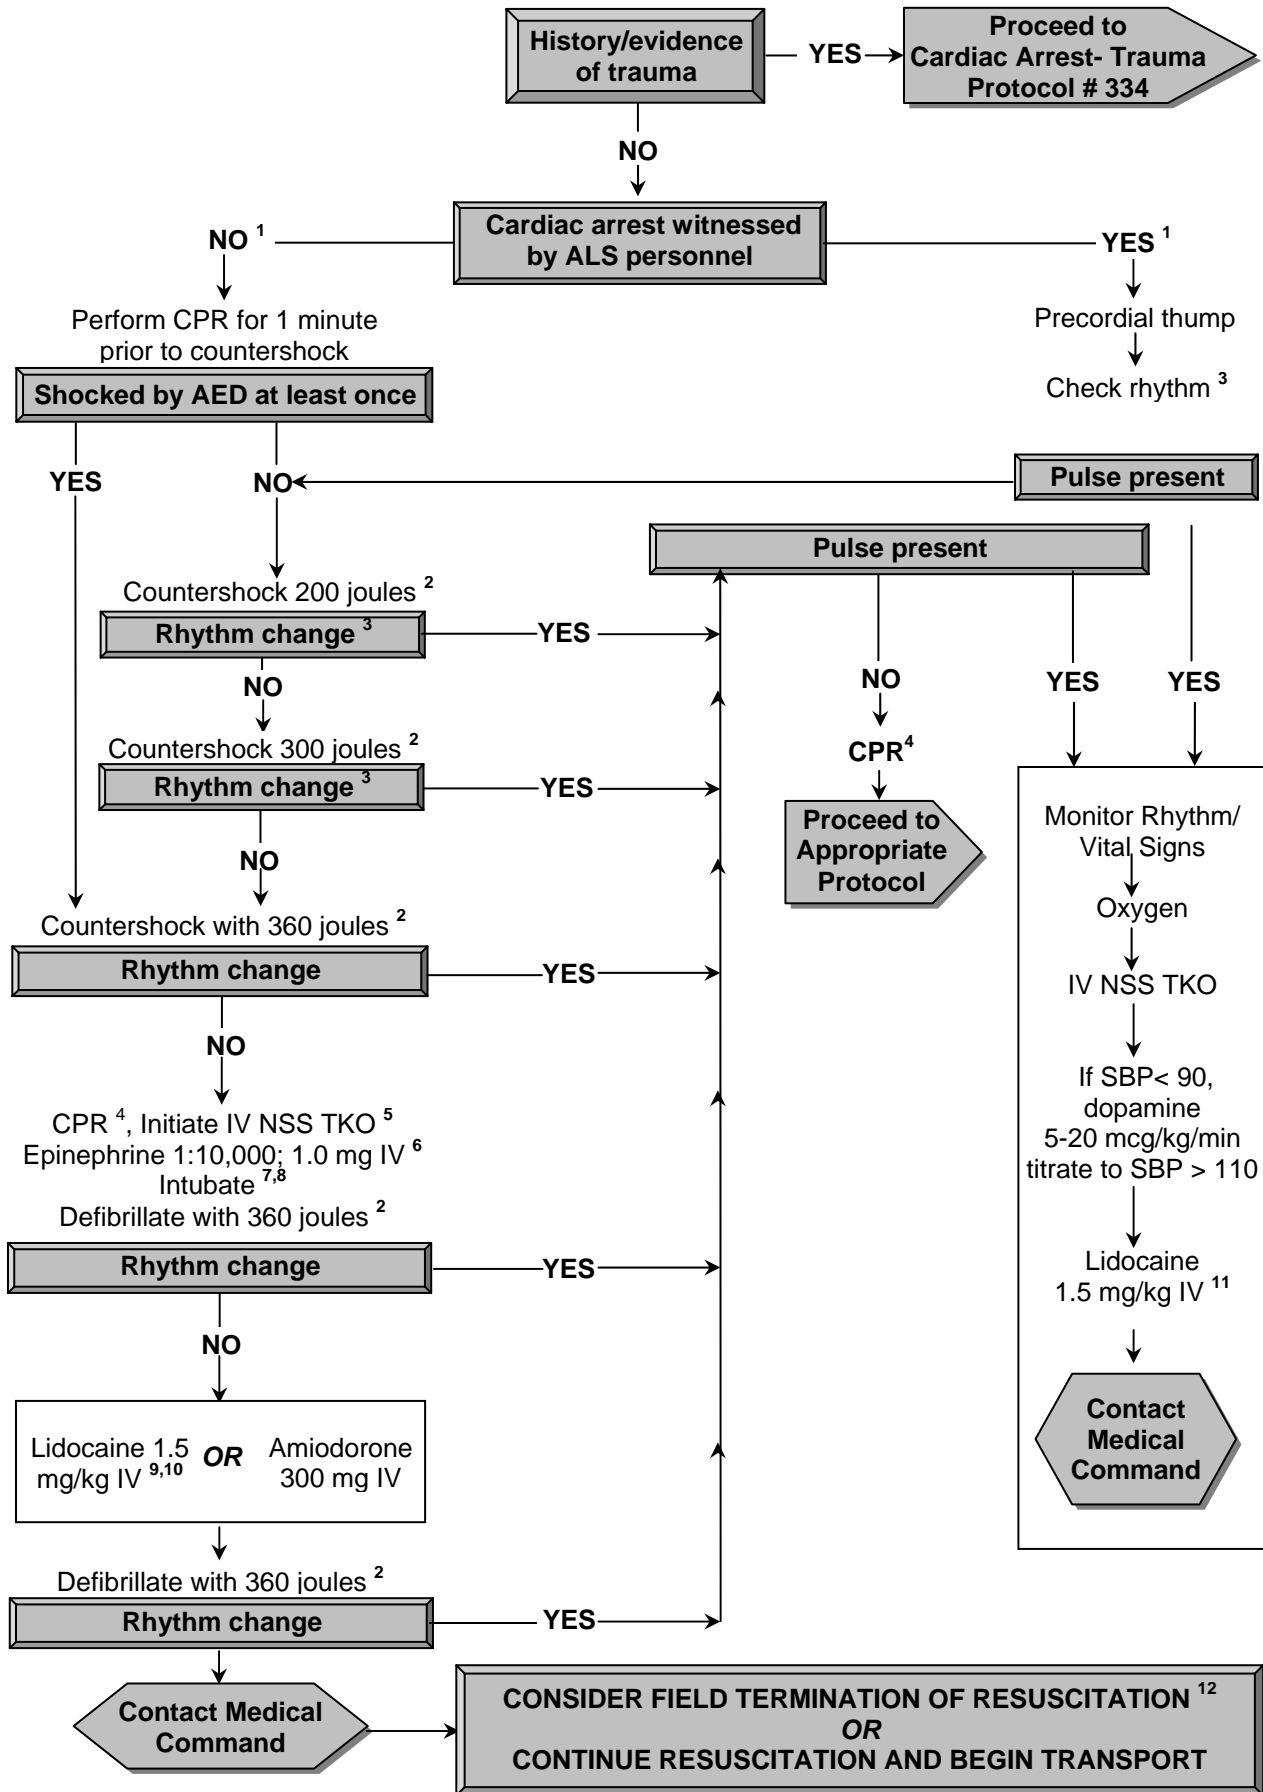 History/evidence
of trauma
YES
Proceed to
Cardiac Arrest- Trauma
Protocol # 334
NO
Cardiac arrest witnessed
by ALS personnel
NO 1
YES 1
Perform CPR for 1 minute
prior to countershock
Precordial thump
Check rhythm 3
Shocked by AED at least once
YES
NO
Pulse present
Pulse present
Countershock 200 joules 2
Rhythm change 3
YES
NO
NO
YES
YES
Countershock 300 joules 2
CPR4
Rhythm change 3
YES
NO
Proceed to
Appropriate
Protocol
Monitor Rhythm/
Vital Signs
Oxygen
IV NSS TKO
If SBP< 90,
dopamine
5-20 mcg/kg/min
titrate to SBP > 110
Lidocaine
1.5 mg/kg IV 11
Contact
Medical
Command
Countershock with 360 joules 2
Rhythm change
YES
NO
CPR 4, Initiate IV NSS TKO 5
Epinephrine 1:10,000; 1.0 mg IV 6
Intubate 7,8
Defibrillate with 360 joules 2
Rhythm change
YES
NO
Lidocaine 1.5
mg/kg IV 9,10
OR
Amiodorone
300 mg IV
Defibrillate with 360 joules 2
Rhythm change
YES
Contact Medical
Command
CONSIDER FIELD TERMINATION OF RESUSCITATION 12
OR
CONTINUE RESUSCITATION AND BEGIN TRANSPORT